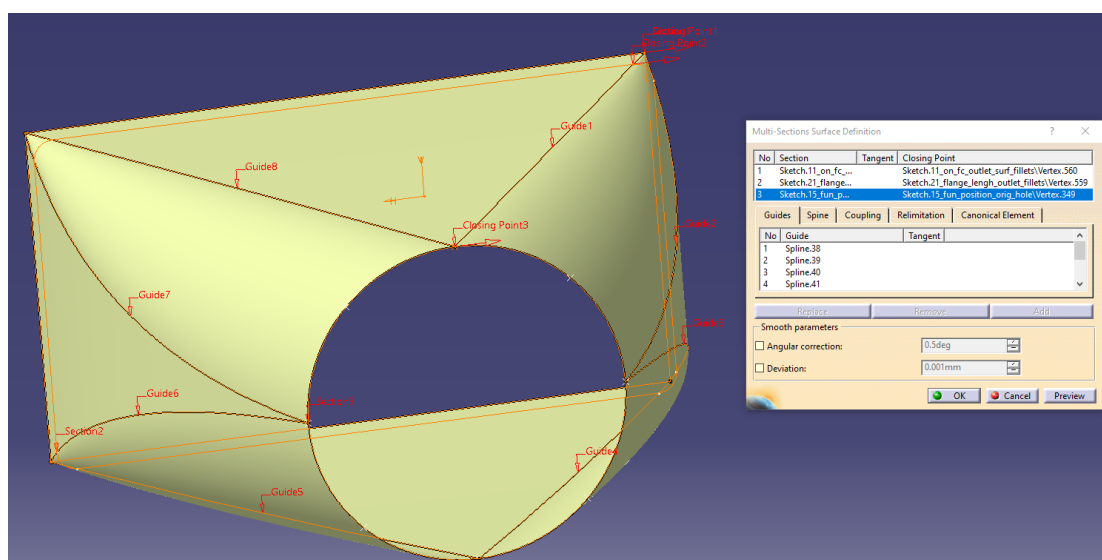 Closing Point2
Guide1
Guide8
V
H
Closing Point3
Guide7
Guide6
Section3
Section2
Guide4
Guide5
Multi-Sections Surface Definition ? ×
No Section Tangent Closing Point
1 Sketch.11_on_fc_... Sketch.11_on_fc_outlet_surf_fillets\Vertex.560
2 Sketch.21_flange... Sketch.21_flange_lengh_outlet_fillets\Vertex.559
3 Sketch.15_fun_p... Sketch.15_fun_position_orig_hole\Vertex.349
Guides Spine Coupling Relimitation Canonical Element
No Guide Tangent
1 Spline.38
2 Spline.39
3 Spline.40
4 Spline.41
Replace Remove Add
Smooth parameters
Angular correction: 0.5deg
Deviation: 0.001mm
OK Cancel Preview